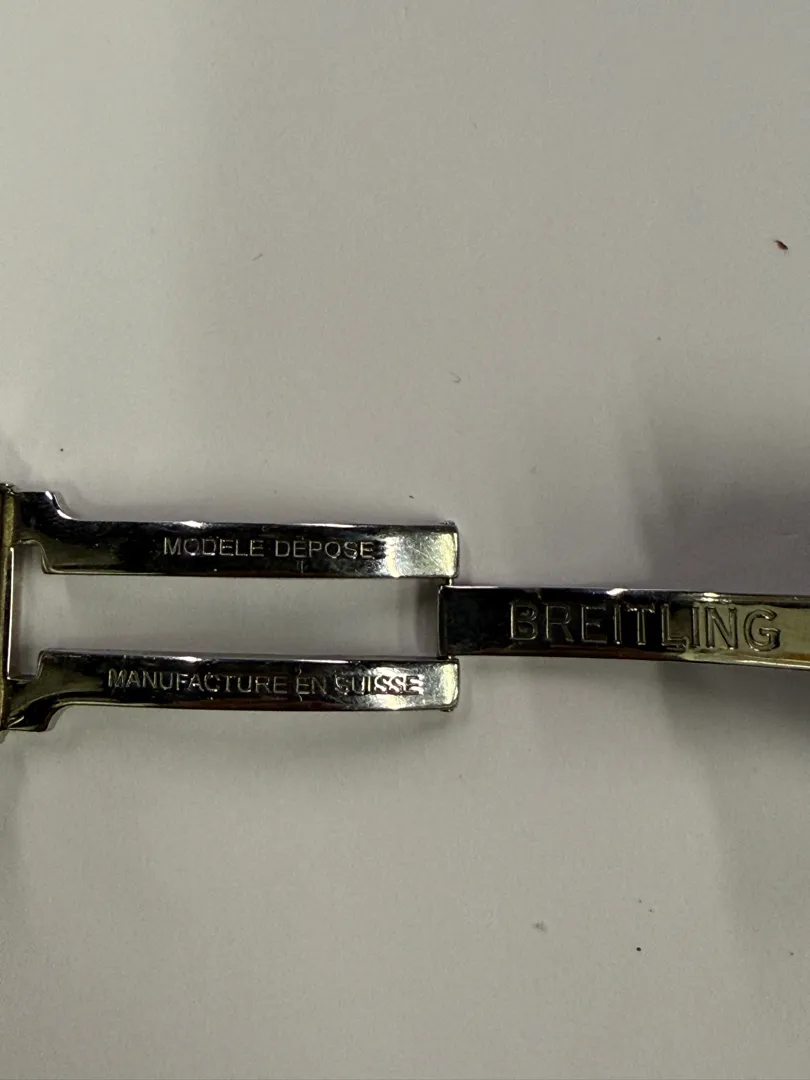 MODELE DEPOSE
BREITLING
MANUFACTURE EN SUISSE